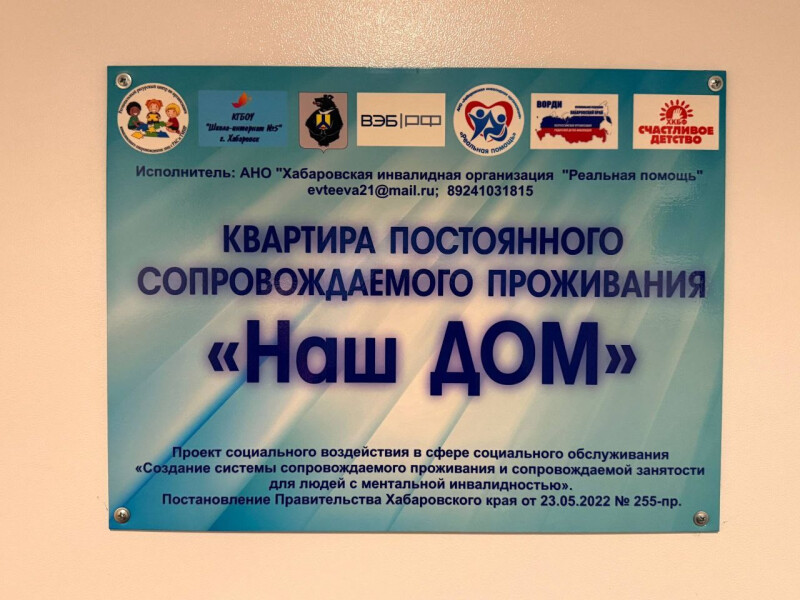 КГБОУ
"Школа-интернат №5"
г. Хабаровск
ВЭБ|РФ
«Реальная помощь»
ВОРДИ
ХКБФ
СЧАСТЛИВОЕ
ДЕТСТВО
Исполнитель: АНО "Хабаровская инвалидная организация "Реальная помощь"
evteeva21@mail.ru; 89241031815
КВАРТИРА ПОСТОЯННОГО
СОПРОВОЖДАЕМОГО ПРОЖИВАНИЯ
«Наш ДОМ»
Проект социального воздействия в сфере социального обслуживания
«Создание системы сопровождаемого проживания и сопровождаемой занятости
для людей с ментальной инвалидностью».
Постановление Правительства Хабаровского края от 23.05.2022 № 255-пр.